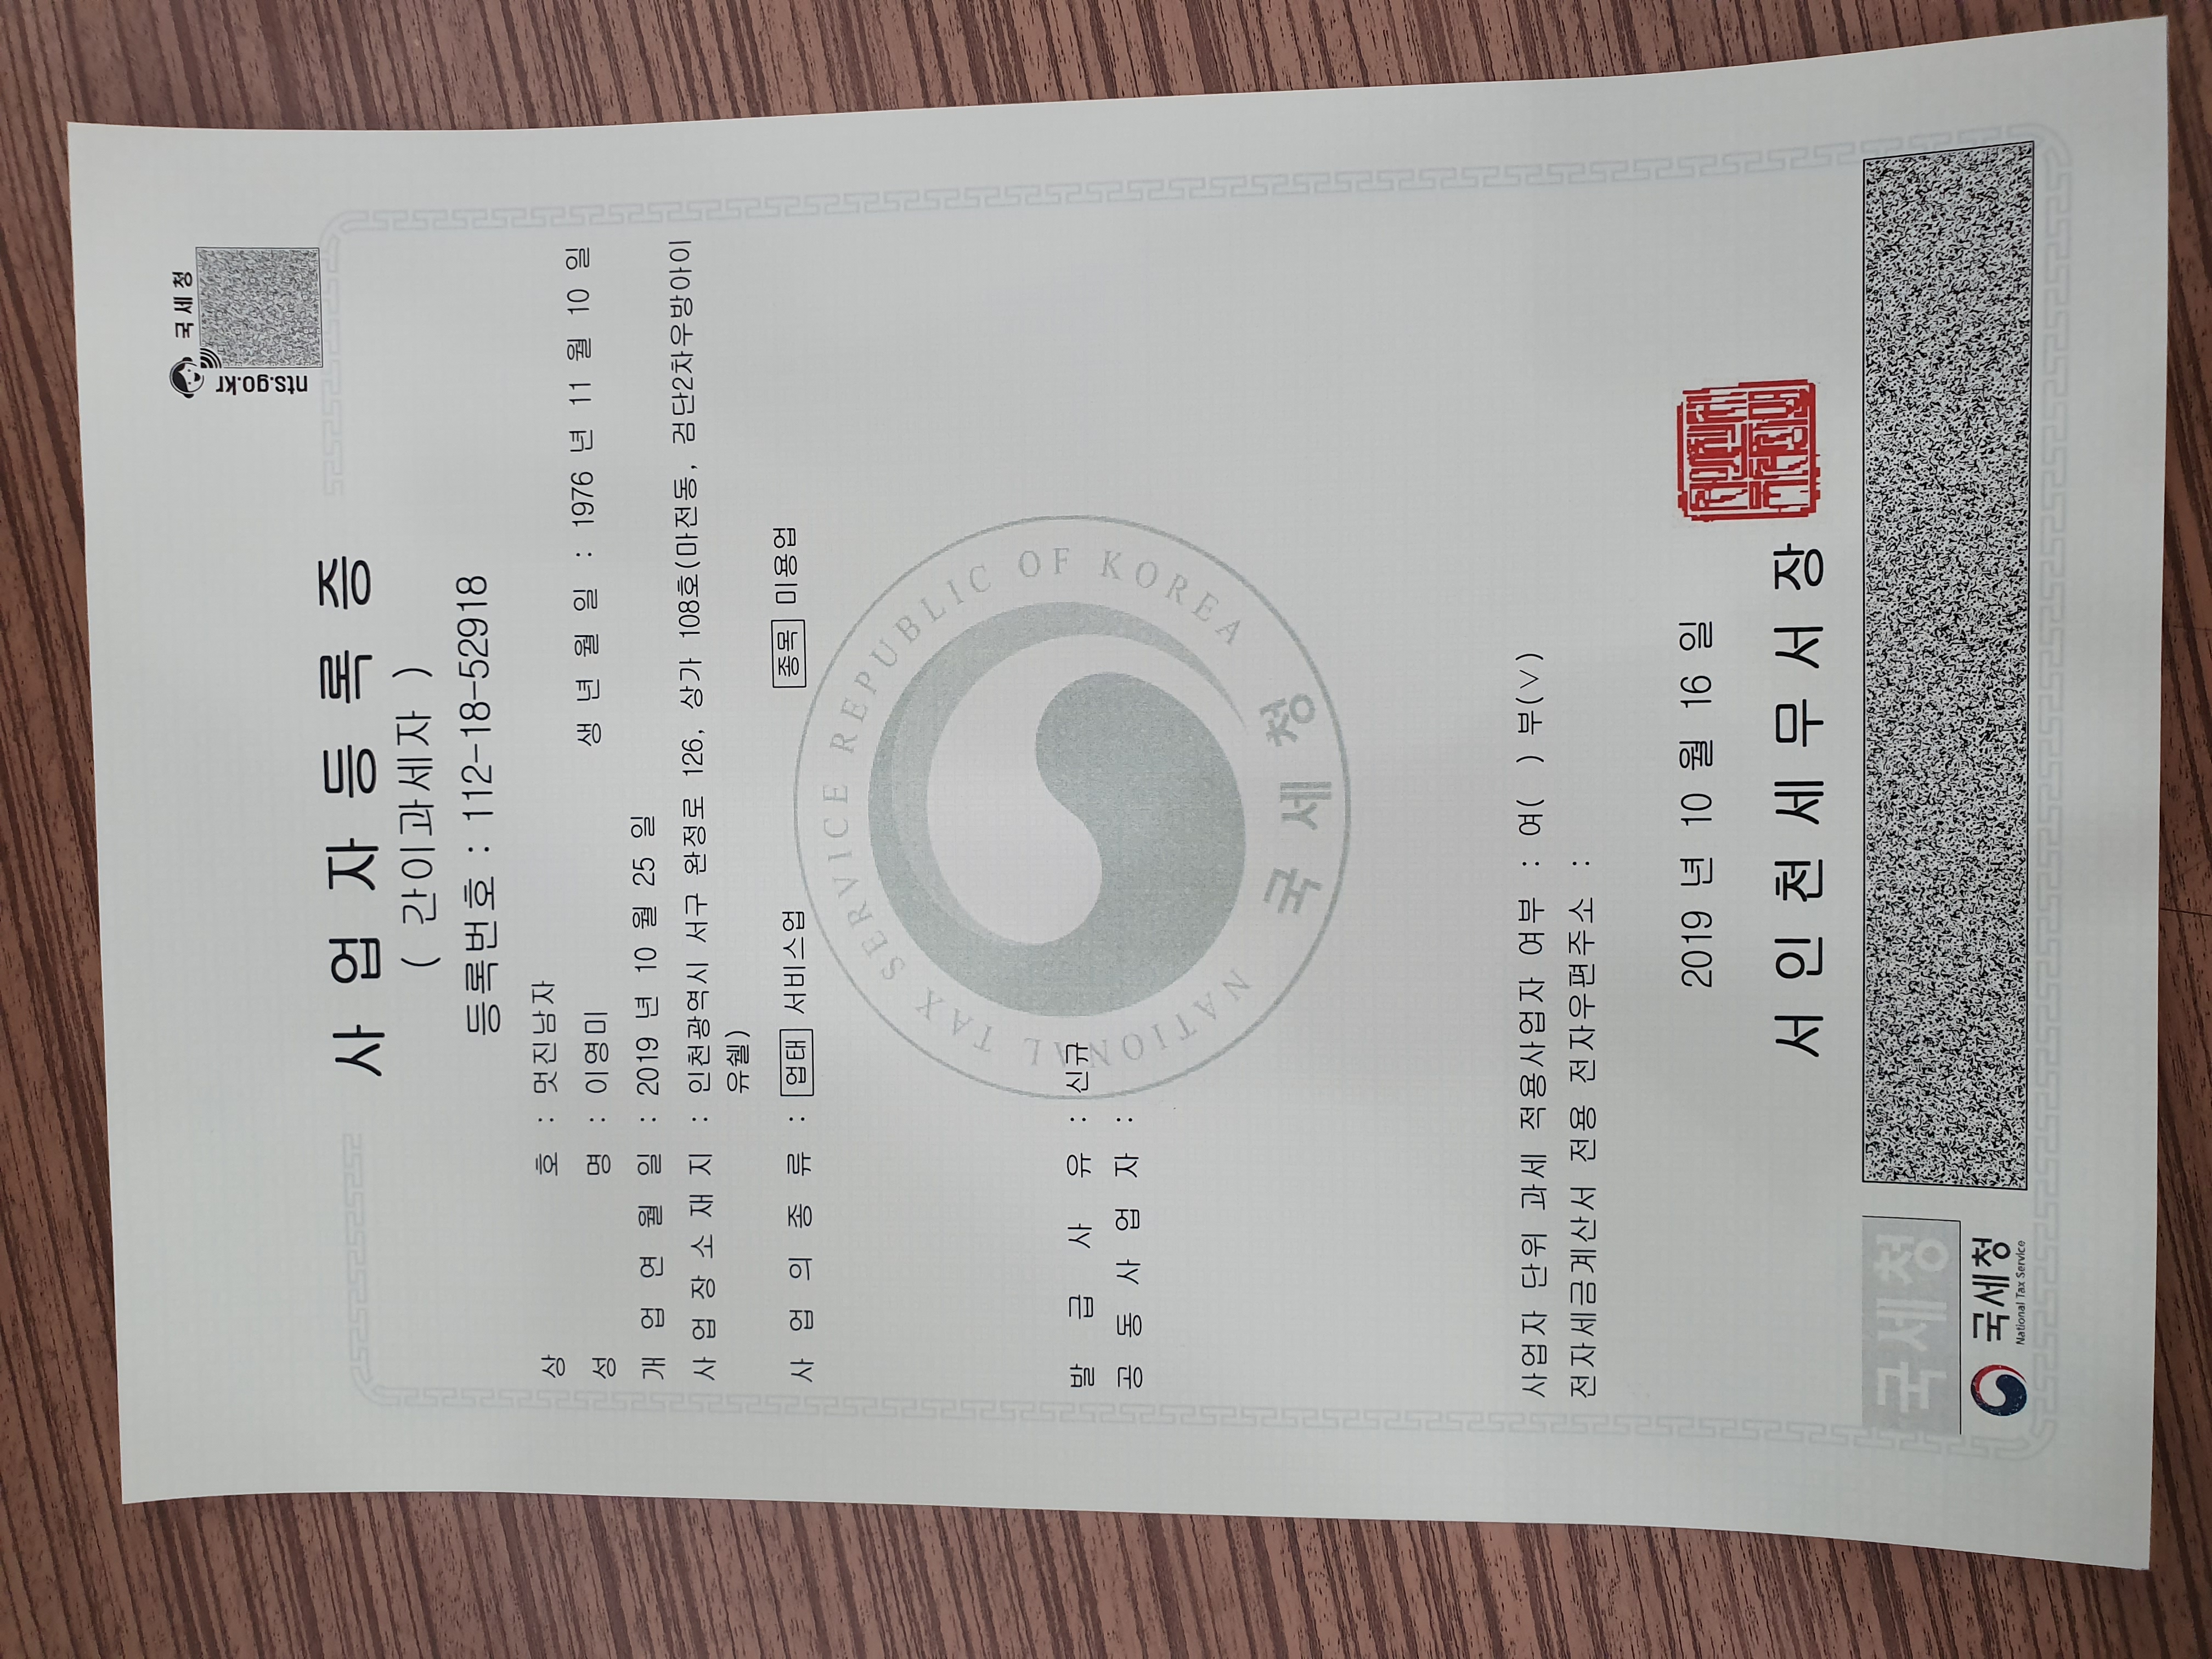 국세청
nts.go.kr
사업자등록증
( 간이과세자 )
등록번호 : 112-18-52918
상 호 : 멋진남자
성 명 : 이영미 생 년 월 일 : 1976 년 11 월 10 일
개 업 연 월 일 : 2019 년 10 월 25 일
사 업 장 소 재 지 : 인천광역시 서구 완정로 126, 상가 108호(마전동, 검단2차우방아이
유쉘)
사 업 의 종 류 : 업태 서비스업 종목 미용업
NATIONAL TAX SERVICE REPUBLIC OF KOREA
국세청
발 급 사 유 : 신규
공 동 사 업 자 :
사업자 단위 과세 적용사업자 여부 : 여( ) 부(∨)
전자세금계산서 전용 전자우편주소 :
2019 년 10 월 16 일
서인천세무서장
국세청
국세청
National Tax Service